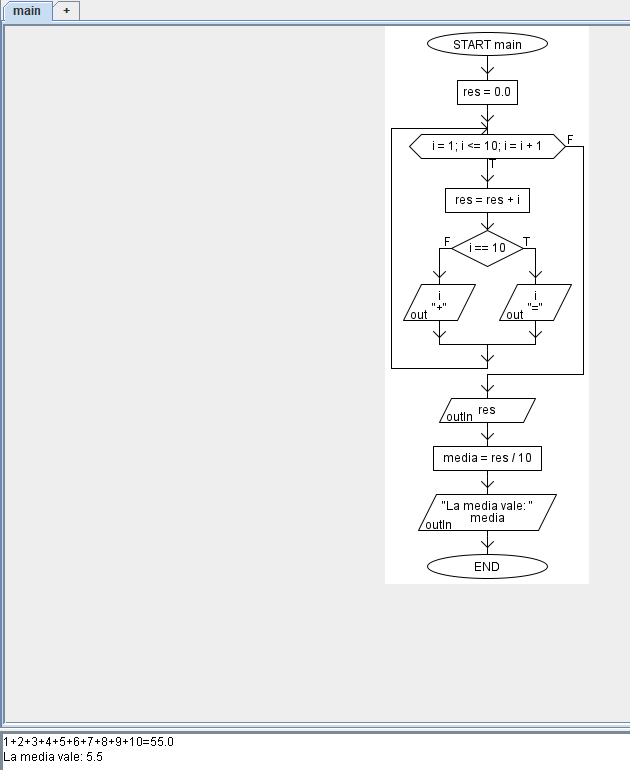 main +
START main
res = 0.0
i = 1; i <= 10; i = i + 1
F
T
res = res + i
F
i == 10
T
i
"+"
out
i
"="
out
res
outln
media = res / 10
"La media vale: "
media
outln
END
1+2+3+4+5+6+7+8+9+10=55.0
La media vale: 5.5